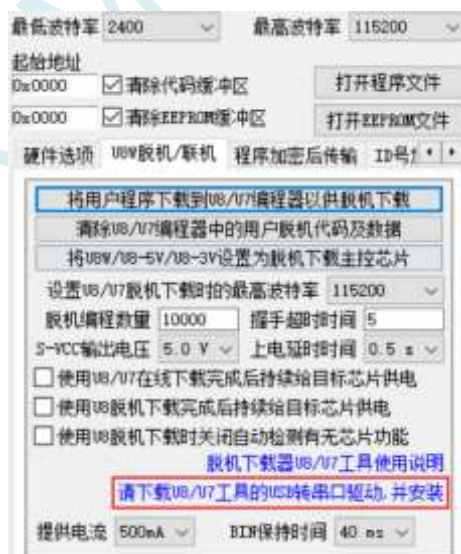 最低波特率 2400 最高波特率 115200
起始地址
0x0000 清除代码缓冲区 打开程序文件
0x0000 清除EEPROM缓冲区 打开EEPROM文件
硬件选项 U8W脱机/联机 程序加密后传输 ID号
将用户程序下载到U8/U7编程器以供脱机下载
清除U8/U7编程器中的用户脱机代码及数据
将U8W/U8-5V/U8-3V设置为脱机下载主控芯片
设置U8/U7脱机下载时的最高波特率 115200
脱机编程数量 10000 握手超时时间 5
S-VCC输出电压 5.0 V 上电延时时间 0.5 s
使用U8/U7在线下载完成后持续给目标芯片供电
使用U8脱机下载完成后持续给目标芯片供电
使用U8脱机下载时关闭自动检测有无芯片功能
脱机下载器U8/U7工具使用说明
请下载U8/U7工具的USB转串口驱动,并安装
提供电流 500mA BIN保持时间 40 ms